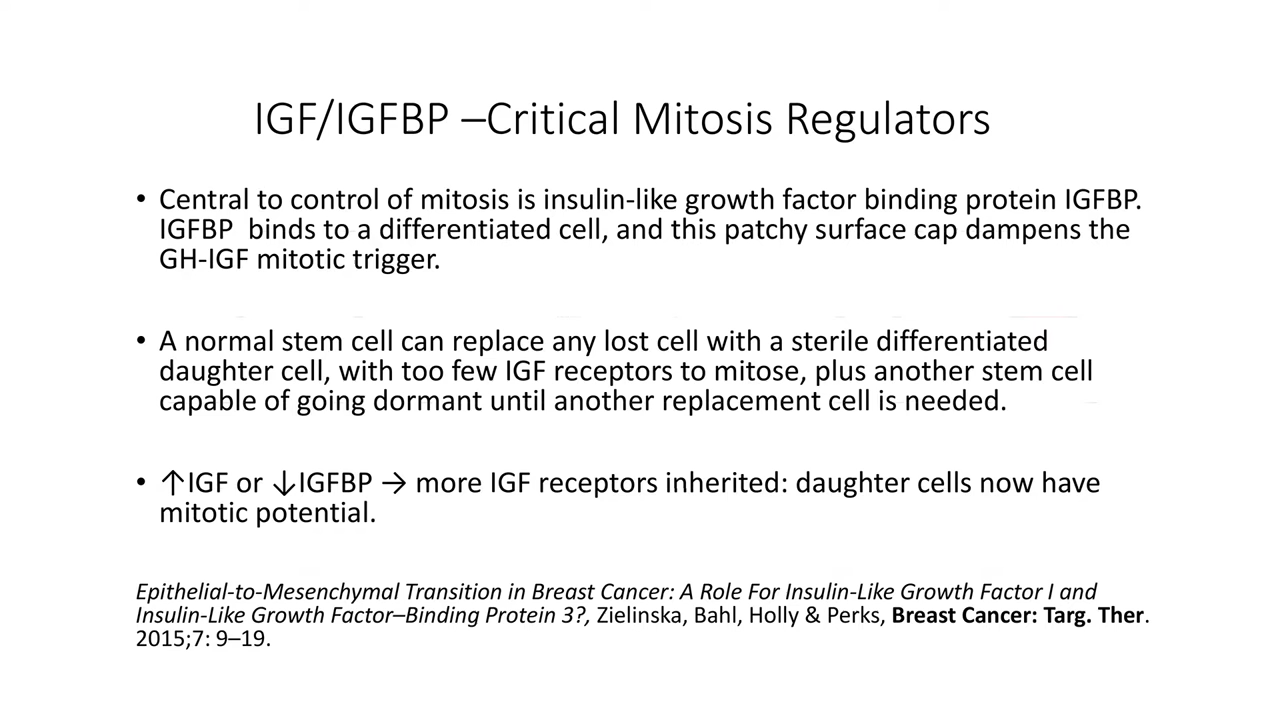 IGF/IGFBP –Critical Mitosis Regulators
• Central to control of mitosis is insulin-like growth factor binding protein IGFBP.
IGFBP  binds to a differentiated cell, and this patchy surface cap dampens the
GH-IGF mitotic trigger.
• A normal stem cell can replace any lost cell with a sterile differentiated
daughter cell, with too few IGF receptors to mitose, plus another stem cell
capable of going dormant until another replacement cell is needed.
• ↑IGF or ↓IGFBP → more IGF receptors inherited: daughter cells now have
mitotic potential.
Epithelial-to-Mesenchymal Transition in Breast Cancer: A Role For Insulin-Like Growth Factor I and
Insulin-Like Growth Factor–Binding Protein 3?, Zielinska, Bahl, Holly & Perks, Breast Cancer: Targ. Ther.
2015;7: 9–19.